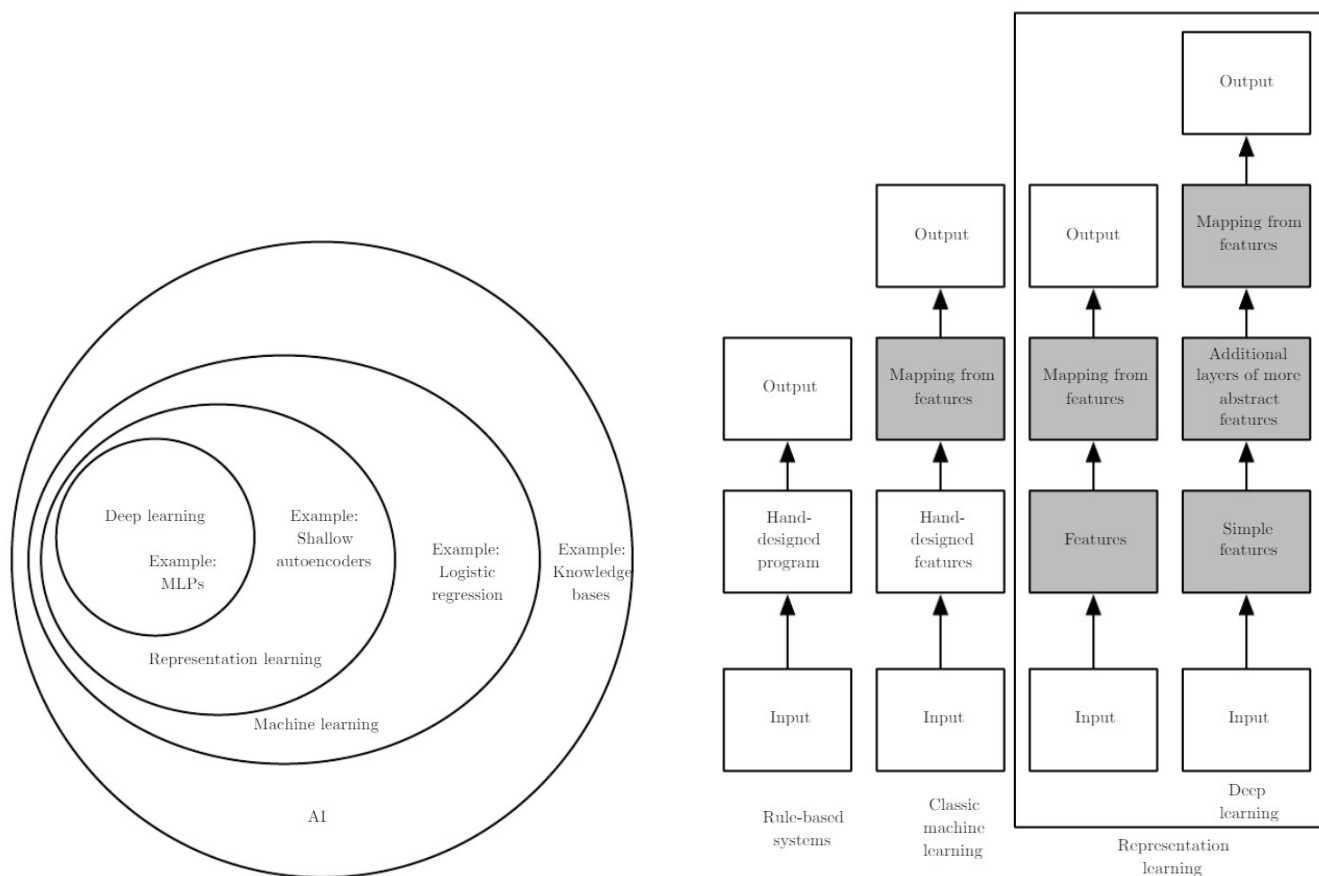 Deep learning
Example:
MLPs
Example:
Shallow
autoencoders
Example:
Logistic
regression
Example:
Knowledge
bases
Representation learning
Machine learning
AI
Output
Hand-
designed
program
Input
Rule-based
systems
Output
Mapping from
features
Hand-
designed
features
Input
Classic
machine
learning
Output
Mapping from
features
Features
Input
Output
Mapping from
features
Additional
layers of more
abstract
features
Simple
features
Input
Deep
learning
Representation
learning